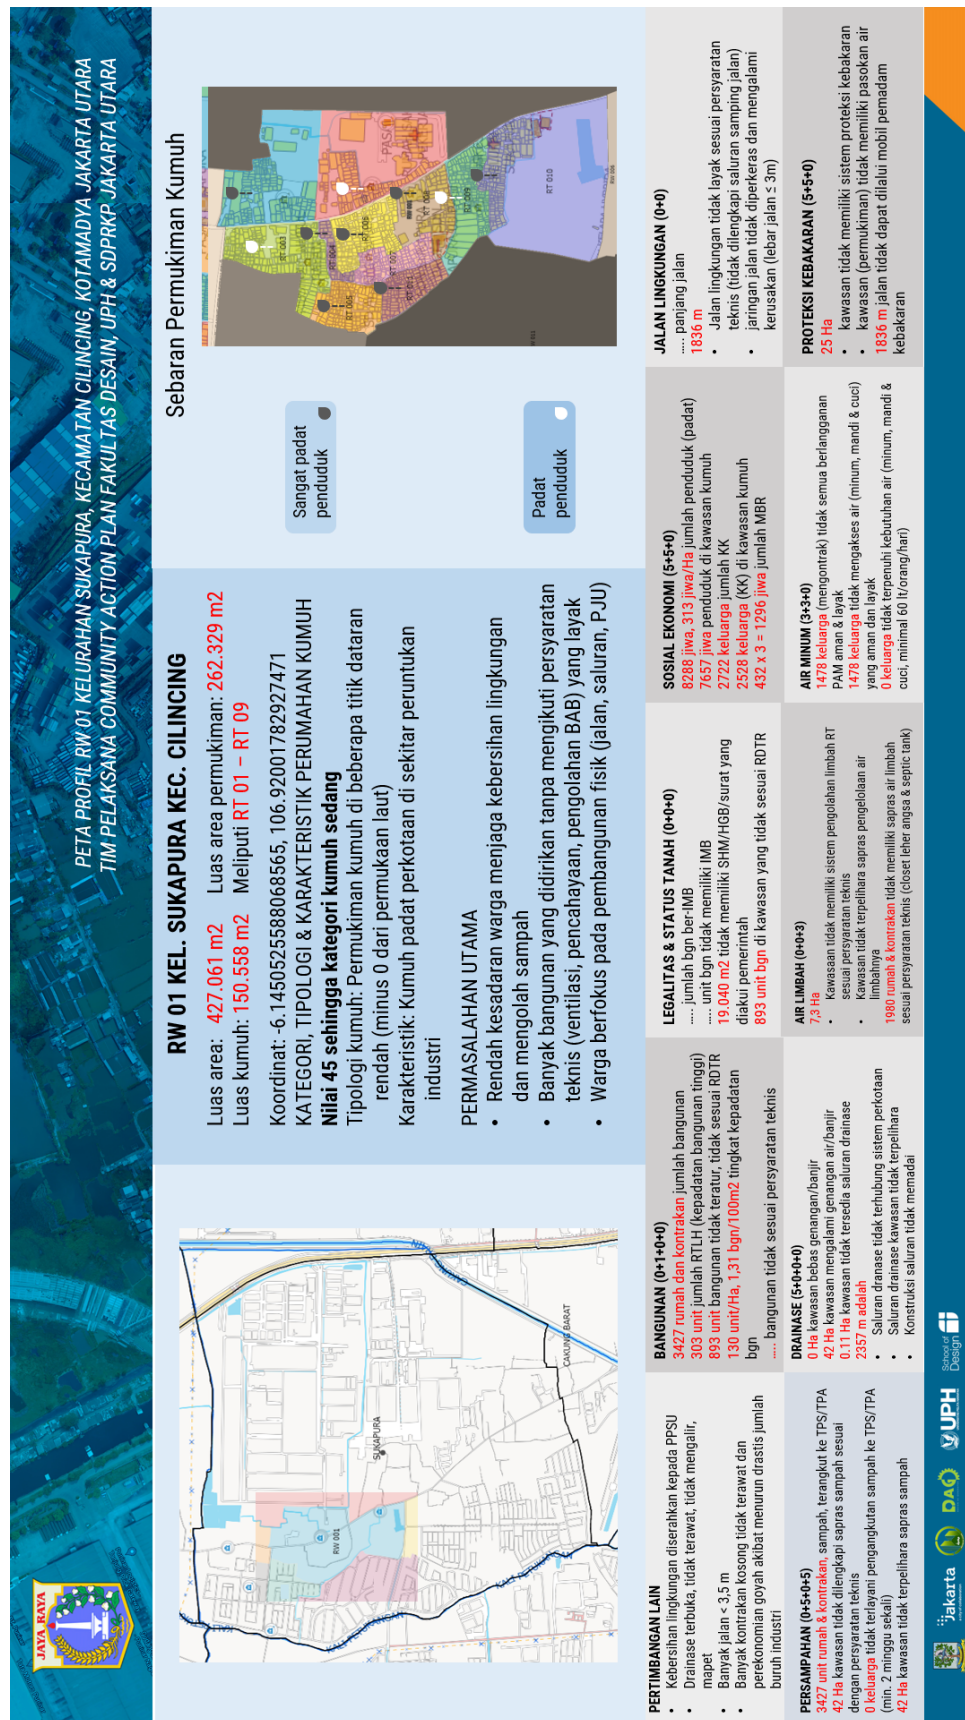 PETA PROFIL RW 01 KELURAHAN SUKAPURA, KECAMATAN CILINCING, KOTAMADYA JAKARTA UTARA
TIM PELAKSANA COMMUNITY ACTION PLAN FAKULTAS DESAIN, UPH & SDPRKP JAKARTA UTARA
JAYA RAYA
RW 001
SUKAPURA
CAKUNG BARAT
RW 01 KEL. SUKAPURA KEC. CILINCING
Luas area: 427.061 m2 Luas area permukiman: 262.329 m2
Luas kumuh: 150.558 m2 Meliputi RT 01 – RT 09
Koordinat: -6.145052558806​8565, 106.92001782927471
KATEGORI, TIPOLOGI & KARAKTERISTIK PERUMAHAN KUMUH
Nilai 45 sehingga kategori kumuh sedang
Tipologi kumuh: Permukiman kumuh di beberapa titik dataran
rendah (minus 0 dari permukaan laut)
Karakteristik: Kumuh padat perkotaan di sekitar peruntukan
industri
PERMASALAHAN UTAMA
• Rendah kesadaran warga menjaga kebersihan lingkungan
dan mengolah sampah
• Banyak bangunan yang didirikan tanpa mengikuti persyaratan
teknis (ventilasi, pencahayaan, pengolahan BAB) yang layak
• Warga berfokus pada pembangunan fisik (jalan, saluran, PJU)
Sebaran Permukiman Kumuh
Sangat padat
penduduk
Padat
penduduk
RT 003
RT 004
RT 005
RT 006
RT 008
RT 009
RT 010
PERTIMBANGAN LAIN
• Kebersihan lingkungan diserahkan kepada PPSU
• Drainase terbuka, tidak terawat, tidak mengalir,
mapet
• Banyak jalan < 3,5 m
• Banyak kontrakan kosong tidak terawat dan
perekonomian goyah akibat menurun drastis jumlah
buruh industri
BANGUNAN (0+1+0+0)
3427 rumah dan kontrakan jumlah bangunan
303 unit jumlah RTLH (kepadatan bangunan tinggi)
893 unit bangunan tidak teratur, tidak sesuai RDTR
130 unit/Ha, 1,31 bgn/100m2 tingkat kepadatan
bgn
.... bangunan tidak sesuai persyaratan teknis
LEGALITAS & STATUS TANAH (0+0+0)
.... jumlah bgn ber-IMB
.... unit bgn tidak memiliki IMB
19.040 m2 tidak memiliki SHM/HGB/surat yang
diakui pemerintah
893 unit bgn di kawasan yang tidak sesuai RDTR
SOSIAL EKONOMI (5+5+0)
8288 jiwa, 313 jiwa/Ha jumlah penduduk (padat)
7657 jiwa penduduk di kawasan kumuh
2722 keluarga jumlah KK
2528 keluarga (KK) di kawasan kumuh
432 x 3 = 1296 jiwa jumlah MBR
JALAN LINGKUNGAN (0+0)
.... panjang jalan
1836 m
• Jalan lingkungan tidak layak sesuai persyaratan
teknis (tidak dilengkapi saluran samping jalan)
• jaringan jalan tidak diperkeras dan mengalami
kerusakan (lebar jalan ≤ 3m)
PERSAMPAHAN (0+5+0+5)
3427 unit rumah & kontrakan, sampah, terangkut ke TPS/TPA
42 Ha kawasan tidak dilengkapi sapras sampah sesuai
dengan persyaratan teknis
0 keluarga tidak terlayani pengangkutan sampah ke TPS/TPA
(min. 2 minggu sekali)
42 Ha kawasan tidak terpelihara sapras sampah
DRAINASE (5+0+0+0)
0 Ha kawasan bebas genangan/banjir
42 Ha kawasan mengalami genangan air/banjir
0.11 Ha kawasan tidak tersedia saluran drainase
2357 m adalah
• Saluran dranase tidak terhubung sistem perkotaan
• Saluran drainase kawasan tidak terpelihara
• Konstruksi saluran tidak memadai
AIR LIMBAH (0+0+3)
7,3 Ha
• Kawasaan tidak memiliki sistem pengolahan limbah RT
sesuai persyaratan teknis
• Kawasan tidak terpelihara sapras pengelolaan air
limbahnya
1980 rumah & kontrakan tidak memiliki sapras air limbah
sesuai persyaratan teknis (closet leher angsa & septic tank)
AIR MINUM (3+3+0)
1478 keluarga (mengontrak) tidak semua berlangganan
PAM aman & layak
1478 keluarga tidak mengakses air (minum, mandi & cuci)
yang aman dan layak
0 keluarga tidak terpenuhi kebutuhan air (minum, mandi &
cuci, minimal 60 lt/orang/hari)
PROTEKSI KEBAKARAN (5+5+0)
25 Ha
• kawasan tidak memiliki sistem proteksi kebakaran
• kawasan (permukiman) tidak memiliki pasokan air
1836 m jalan tidak dapat dilalui mobil pemadam
kebakaran
Jakarta
DAG
UPH
School of
Design